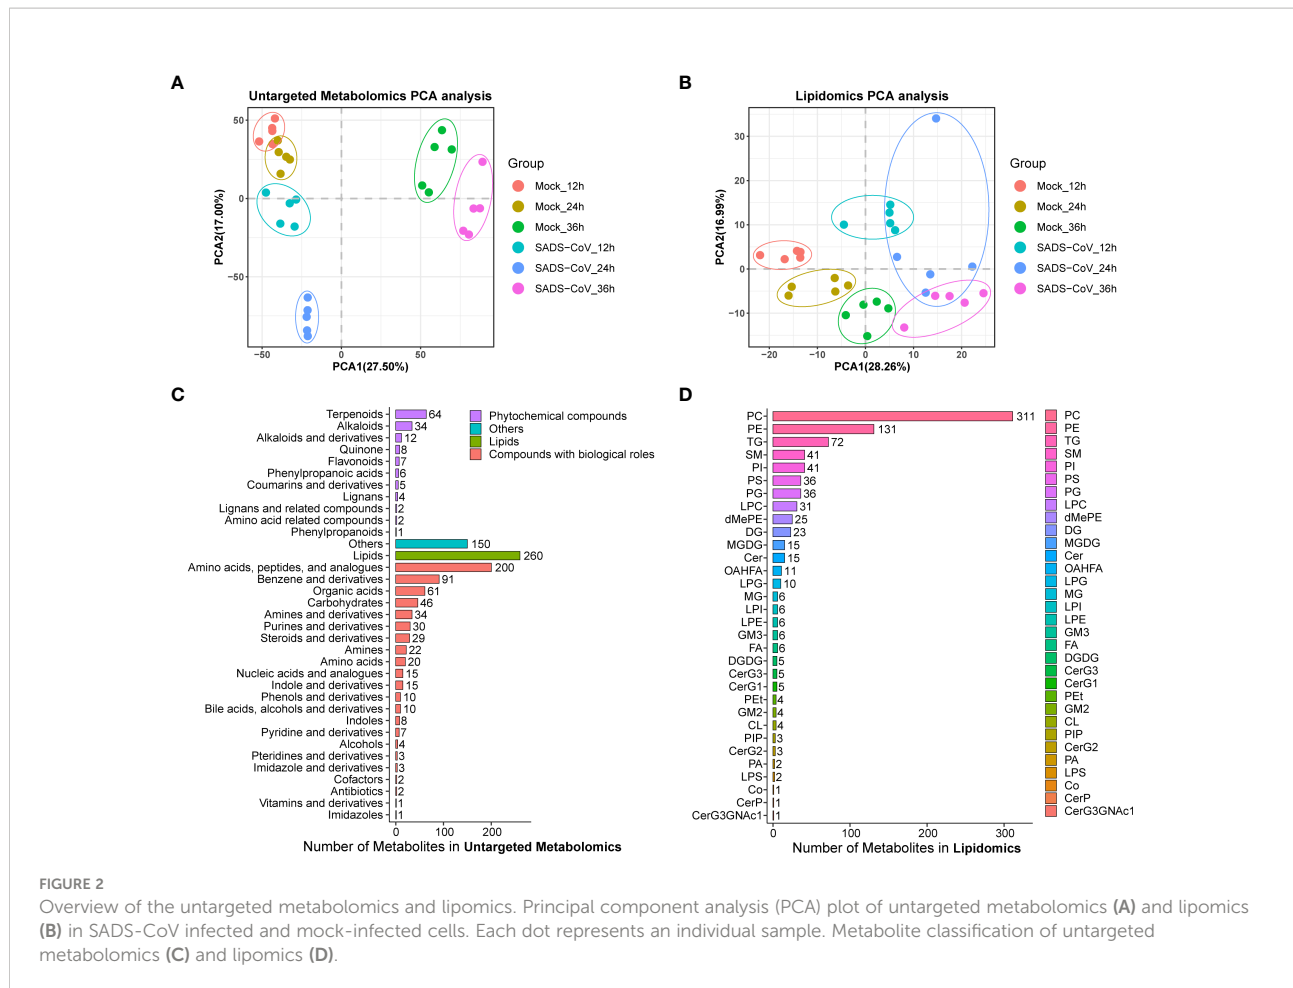 A
Untargeted Metabolomics PCA analysis
50
0
−50
PCA2(17.00%)
−50
0
50
PCA1(27.50%)
Group
Mock_12h
Mock_24h
Mock_36h
SADS−CoV_12h
SADS−CoV_24h
SADS−CoV_36h
B
Lipidomics PCA analysis
30
20
10
0
−10
PCA2(16.99%)
−20
−10
0
10
20
PCA1(28.26%)
Group
Mock_12h
Mock_24h
Mock_36h
SADS−CoV_12h
SADS−CoV_24h
SADS−CoV_36h
C
Terpenoids 64
Alkaloids 34
Alkaloids and derivatives 12
Quinone 8
Flavonoids 7
Phenylpropanoic acids 6
Coumarins and derivatives 5
Lignans 4
Lignans and related compounds 2
Amino acid related compounds 2
Phenylpropanoids 1
Others 150
Lipids 260
Amino acids, peptides, and analogues 200
Benzene and derivatives 91
Organic acids 61
Carbohydrates 46
Amines and derivatives 34
Purines and derivatives 30
Steroids and derivatives 29
Amines 22
Amino acids 20
Nucleic acids and analogues 15
Indole and derivatives 15
Phenols and derivatives 10
Bile acids, alcohols and derivatives 10
Indoles 8
Pyridine and derivatives 7
Alcohols 4
Pteridines and derivatives 3
Imidazole and derivatives 3
Cofactors 2
Antibiotics 2
Vitamins and derivatives 1
Imidazoles 1
0 100 200
Number of Metabolites in Untargeted Metabolomics
Phytochemical compounds
Others
Lipids
Compounds with biological roles
D
PC 311
PE 131
TG 72
SM 41
PI 41
PS 36
PG 36
LPC 31
dMePE 25
DG 23
MGDG 15
Cer 15
OAHFA 11
LPG 10
MG 6
LPI 6
LPE 6
GM3 6
FA 6
DGDG 5
CerG3 5
CerG1 5
PEt 4
GM2 4
CL 4
PIP 3
CerG2 3
PA 2
LPS 2
Co 1
CerP 1
CerG3GNAc1 1
0 100 200 300
Number of Metabolites in Lipidomics
PC
PE
TG
SM
PI
PS
PG
LPC
dMePE
DG
MGDG
Cer
OAHFA
LPG
MG
LPI
LPE
GM3
FA
DGDG
CerG3
CerG1
PEt
GM2
CL
PIP
CerG2
PA
LPS
Co
CerP
CerG3GNAc1
FIGURE 2
Overview of the untargeted metabolomics and lipomics. Principal component analysis (PCA) plot of untargeted metabolomics (A) and lipomics
(B) in SADS-CoV infected and mock-infected cells. Each dot represents an individual sample. Metabolite classification of untargeted
metabolomics (C) and lipomics (D).